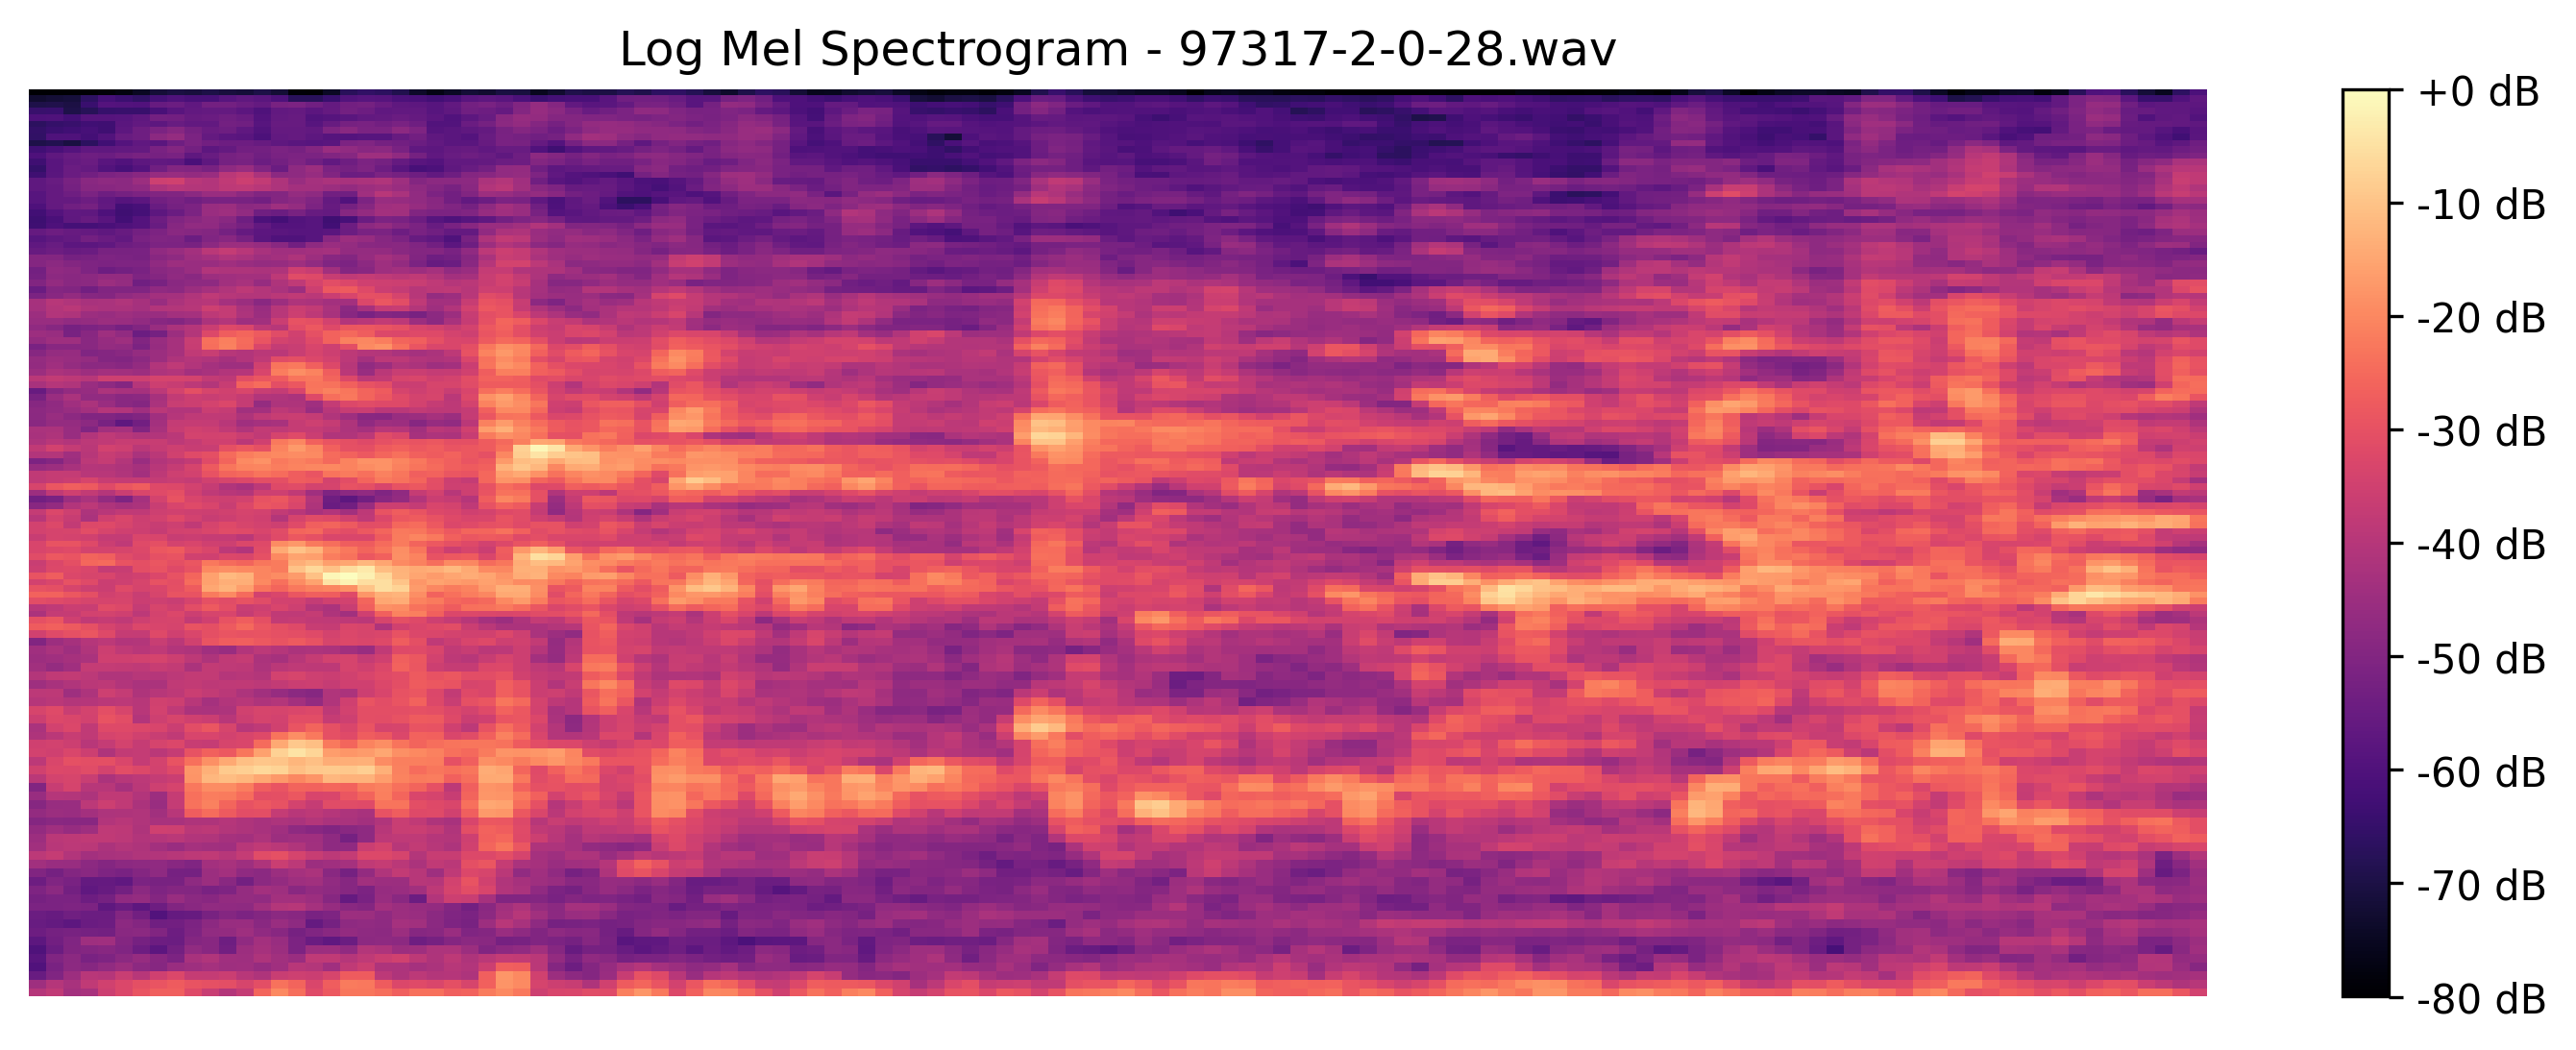 Log Mel Spectrogram - 97317-2-0-28.wav
+0 dB
-10 dB
-20 dB
-30 dB
-40 dB
-50 dB
-60 dB
-70 dB
-80 dB